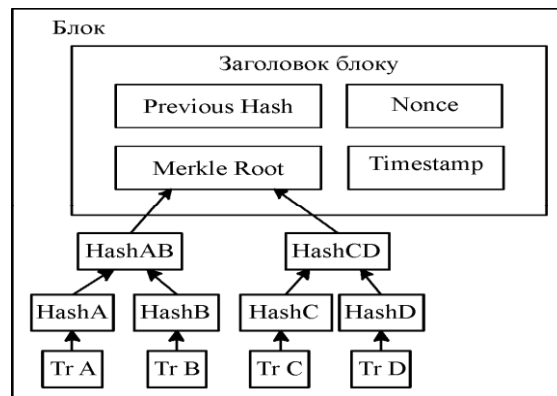 Блок
Заголовок блоку
Previous Hash Nonce
Merkle Root Timestamp
HashAB HashCD
HashA HashB HashC HashD
Tr A Tr B Tr C Tr D